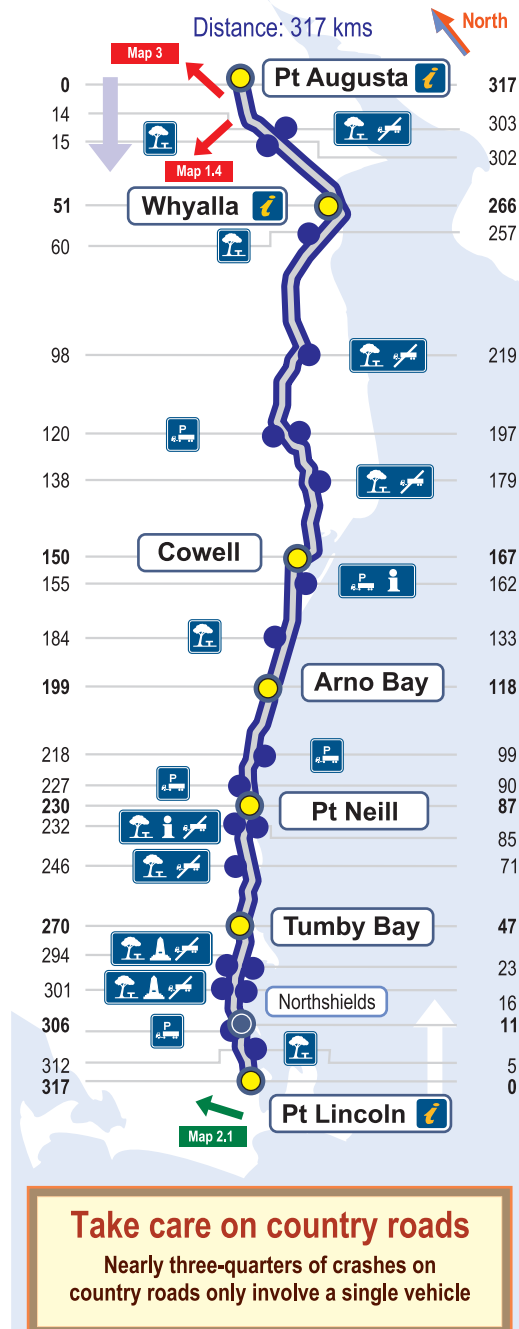 Distance: 317 kms
North
Map 3
0
Pt Augusta i
317
14
303
15
302
Map 1.4
51
Whyalla i
266
257
60
98
219
120
P
197
138
179
150
Cowell
167
155
P i
162
184
133
199
Arno Bay
118
218
P
99
227
P
90
230
Pt Neill
87
232
i
85
246
71
270
Tumby Bay
47
294
23
301
Northshields
16
306
P
11
312
5
317
0
Pt Lincoln i
Map 2.1
Take care on country roads
Nearly three-quarters of crashes on
country roads only involve a single vehicle